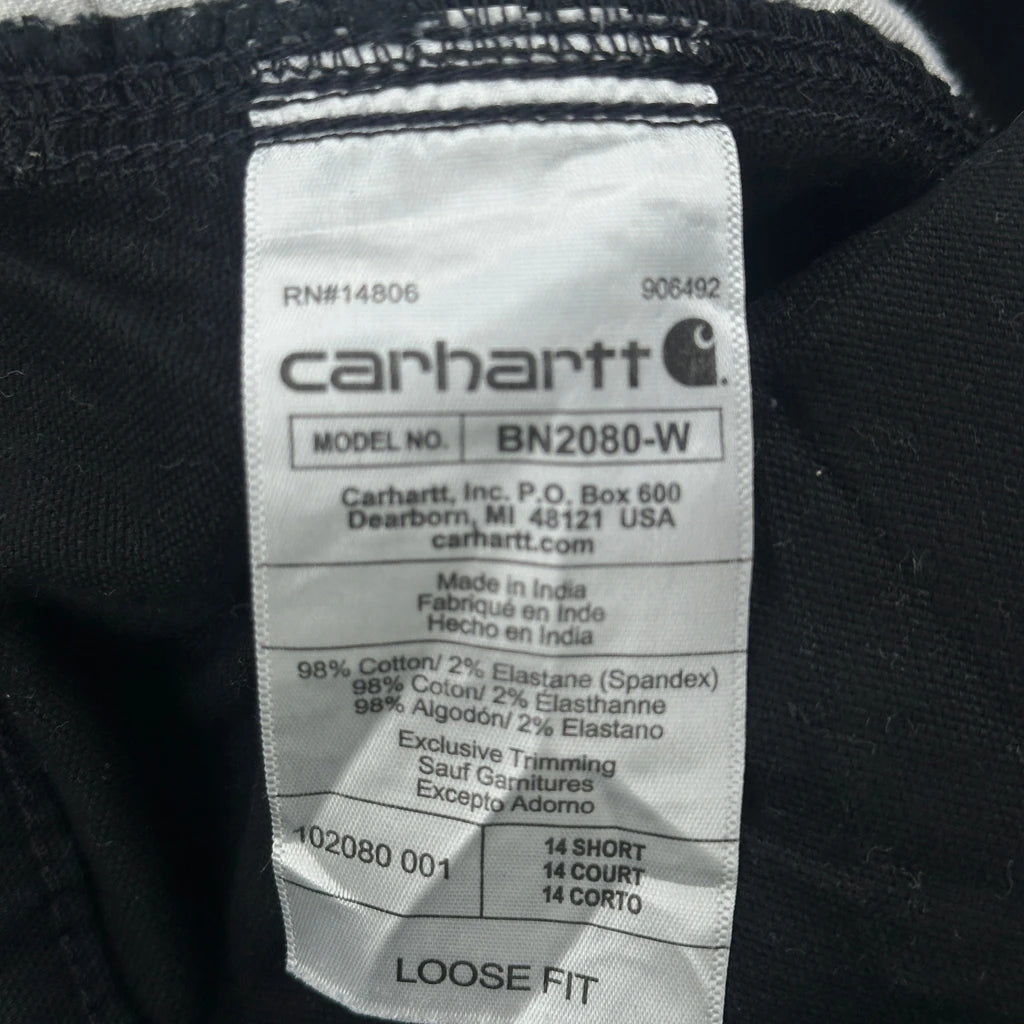 RN#14806 906492
carhartt
MODEL NO. BN2080-W
Carhartt, Inc. P.O. Box 600
Dearborn, MI 48121 USA
carhartt.com
Made in India
Fabriqué en Inde
Hecho en India
98% Cotton/ 2% Elastane (Spandex)
98% Coton/ 2% Élasthanne
98% Algodón/ 2% Elastano
Exclusive Trimming
Sauf Garnitures
Excepto Adorno
102080 001
14 SHORT
14 COURT
14 CORTO
LOOSE FIT